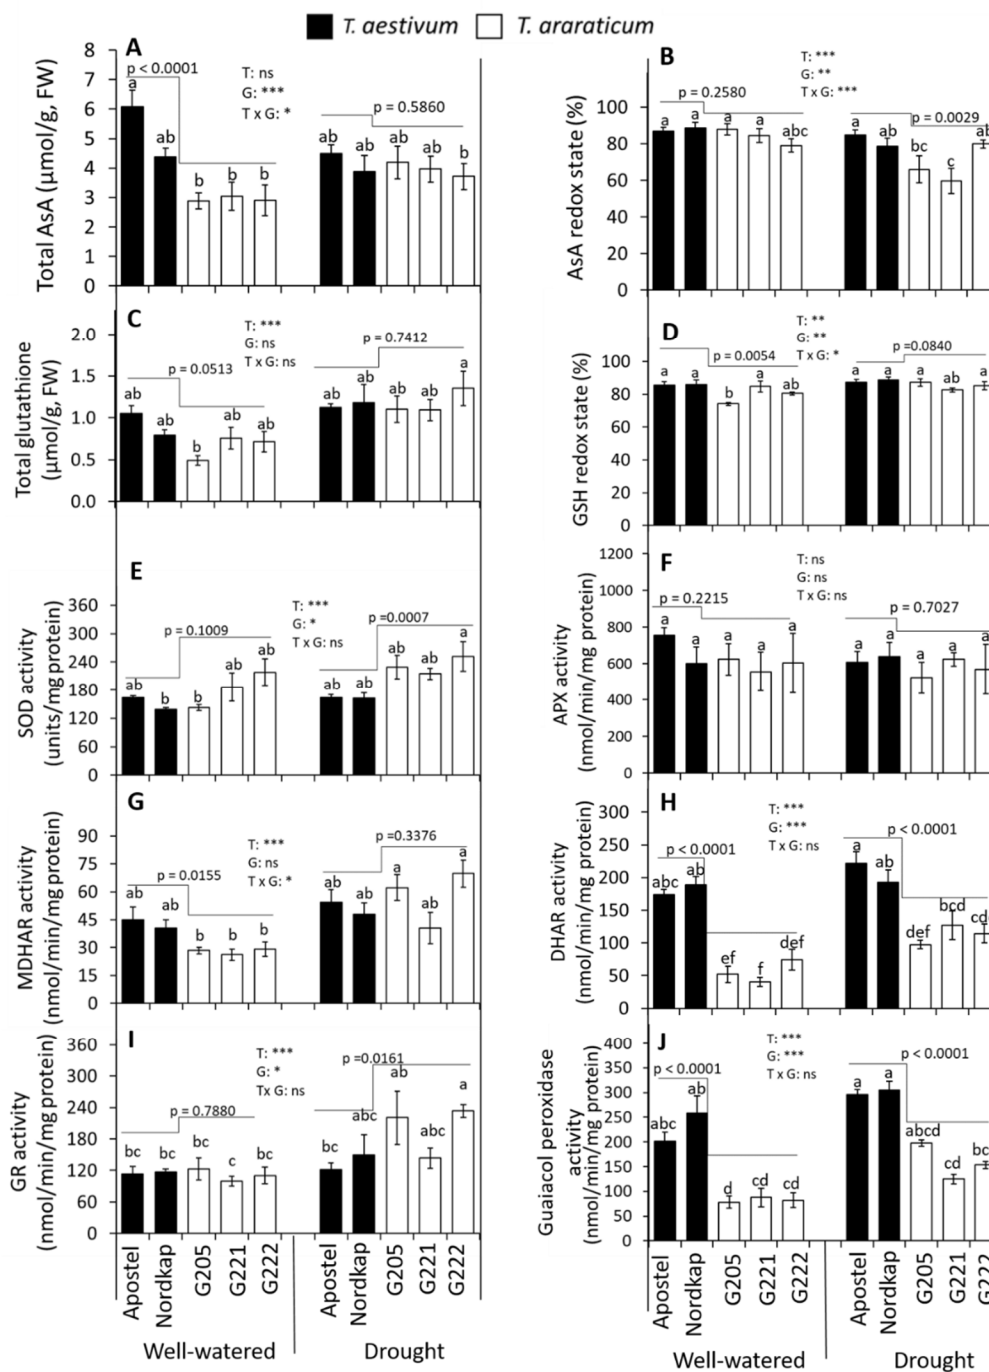 T. aestivum T. araraticum
A
Total AsA (µmol/g, FW)
8
7
6
5
4
3
2
1
0
p < 0.0001
T: ns
G: ***
T x G: *
p = 0.5860
a ab b b b ab ab ab ab b
B
AsA redox state (%)
100
80
60
40
20
0
T: ***
G: **
T x G: ***
p = 0.2580
p = 0.0029
a a a a abc a ab bc c ab
C
Total glutathione
(µmol/g, FW)
2.0
1.5
1.0
0.5
0.0
T: ***
G: ns
T x G: ns
p = 0.0513
p = 0.7412
ab ab b ab ab ab ab ab ab a
D
GSH redox state (%)
100
80
60
40
20
0
T: **
G: **
T x G: *
p = 0.0054
p =0.0840
a a b a ab a a a ab a
E
SOD activity
(units/mg protein)
360
300
240
180
120
60
0
T: ***
G: *
T x G: ns
p = 0.1009
p =0.0007
ab b b ab ab ab ab ab ab a
F
APX activity
(nmol/min/mg protein)
1200
1000
800
600
400
200
0
T: ns
G: ns
T x G: ns
p = 0.2215
p = 0.7027
a a a a a a a a a a
G
MDHAR activity
(nmol/min/mg protein)
90
75
60
45
30
15
0
T: ***
G: ns
T x G: *
p = 0.0155
p =0.3376
ab ab b b b ab ab a ab a
H
DHAR activity
(nmol/min/mg protein)
300
250
200
150
100
50
0
T: ***
G: ***
T x G: ns
p < 0.0001
p < 0.0001
abc ab ef f def a ab def bcd cde
I
GR activity
(nmol/min/mg protein)
360
300
240
180
120
60
0
T: ***
G: *
Tx G: ns
p = 0.7880
p =0.0161
bc bc bc c bc bc abc ab abc a
J
Guaiacol peroxidase
activity
(nmol/min/mg protein)
400
350
300
250
200
150
100
50
0
T: ***
G: ***
T x G: ns
p < 0.0001
p < 0.0001
abc ab d cd cd a a abcd cd bcd
Apostel Nordkap G205 G221 G222 Apostel Nordkap G205 G221 G222
Well-watered Drought
Apostel Nordkap G205 G221 G222 Apostel Nordkap G205 G221 G222
Well-watered Drought